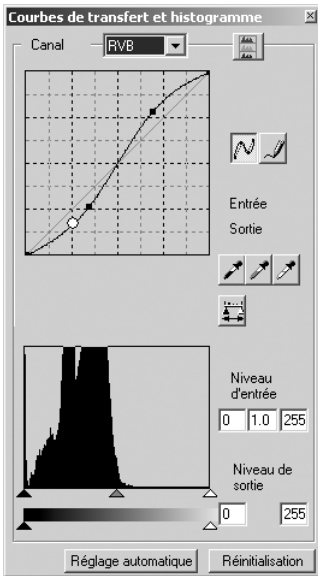 Courbes de transfert et histogramme
Canal RVB
Entrée
Sortie
Niveau
d'entrée
0 1.0 255
Niveau de
sortie
0 255
Réglage automatique Réinitialisation